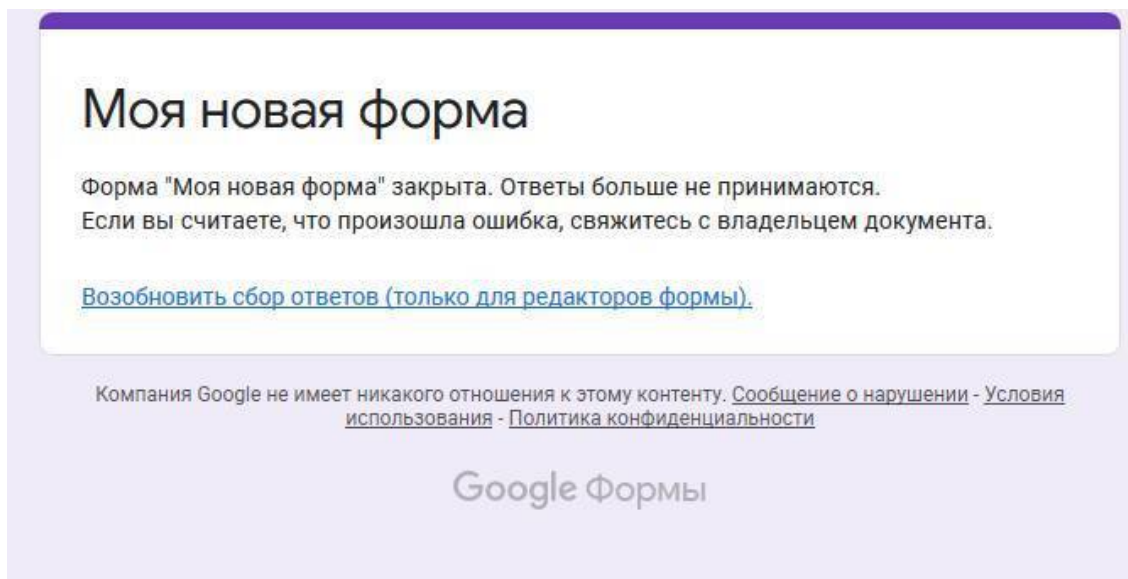 Моя новая форма
Форма "Моя новая форма" закрыта. Ответы больше не принимаются.
Если вы считаете, что произошла ошибка, свяжитесь с владельцем документа.
Возобновить сбор ответов (только для редакторов формы).
Компания Google не имеет никакого отношения к этому контенту. Сообщение о нарушении - Условия
использования - Политика конфиденциальности
Google Формы